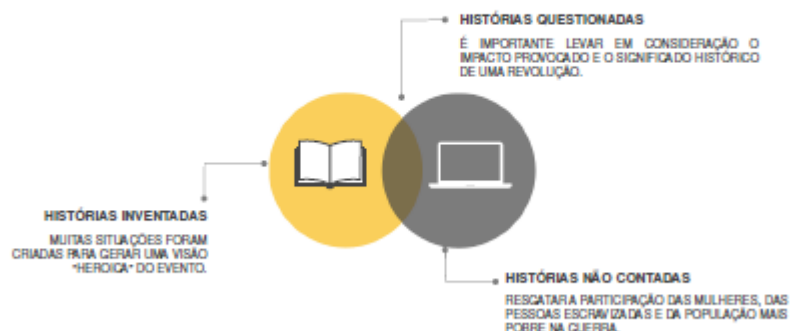 HISTÓRIAS QUESTIONADAS
É IMPORTANTE LEVAR EM CONSIDERAÇÃO O
IMPACTO PROVOCADO E O SIGNIFICADO HISTÓRICO
DE UMA REVOLUÇÃO.
HISTÓRIAS INVENTADAS
MUITAS SITUAÇÕES FORAM
CRIADAS PARA GERAR UMA VISÃO
"HEROICA" DO EVENTO.
HISTÓRIAS NÃO CONTADAS
RESGATAR A PARTICIPAÇÃO DAS MULHERES, DAS
PESSOAS ESCRAVIZADAS E DA POPULAÇÃO MAIS
POBRE NA GUERRA.